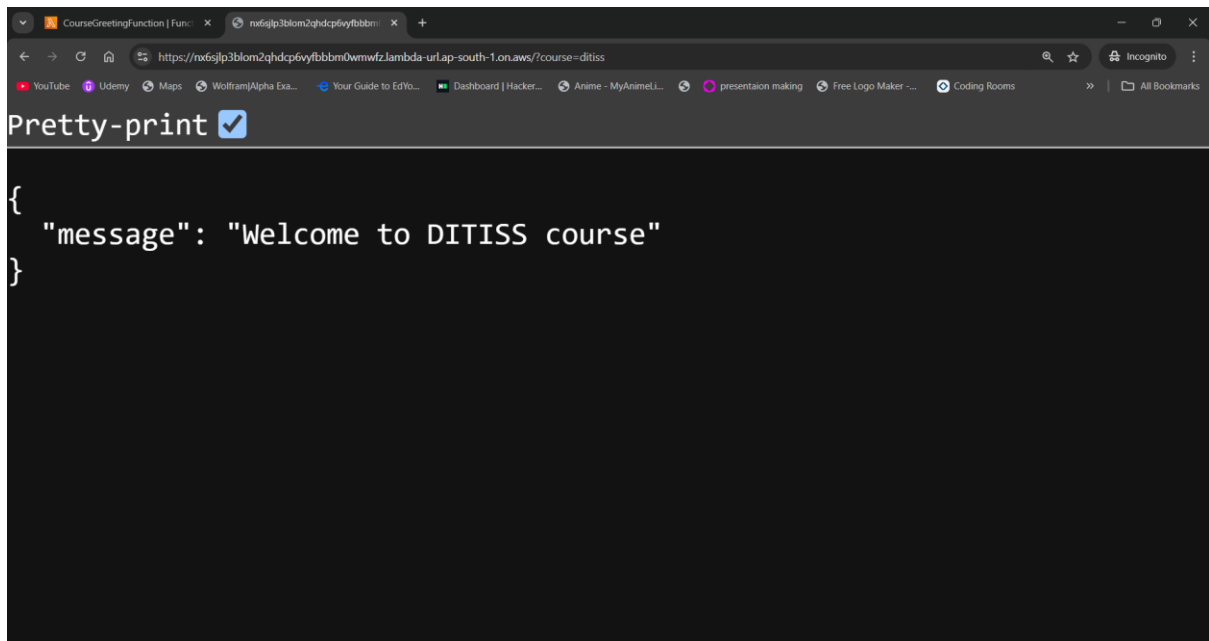 CourseGreetingFunction | Func
nx6sjlp3blom2qhdcp6vyfbbbm
https://nx6sjlp3blom2qhdcp6vyfbbbm0wmwfz.lambda-url.ap-south-1.on.aws/?course=ditiss
Incognito
YouTube Udemy Maps Wolfram|Alpha Exa... Your Guide to EdYo... Dashboard | Hacker... Anime - MyAnimeLi... presentaion making Free Logo Maker -... Coding Rooms » All Bookmarks
Pretty-print
{
"message": "Welcome to DITISS course"
}